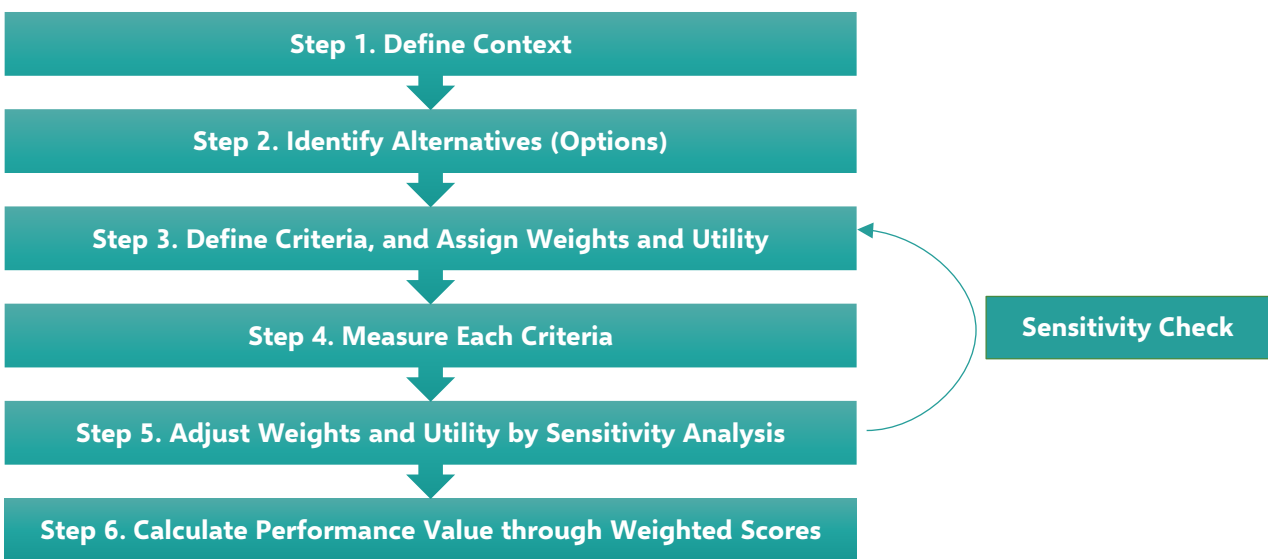 Step 1. Define Context
Step 2. Identify Alternatives (Options)
Step 3. Define Criteria, and Assign Weights and Utility
Step 4. Measure Each Criteria
Sensitivity Check
Step 5. Adjust Weights and Utility by Sensitivity Analysis
Step 6. Calculate Performance Value through Weighted Scores